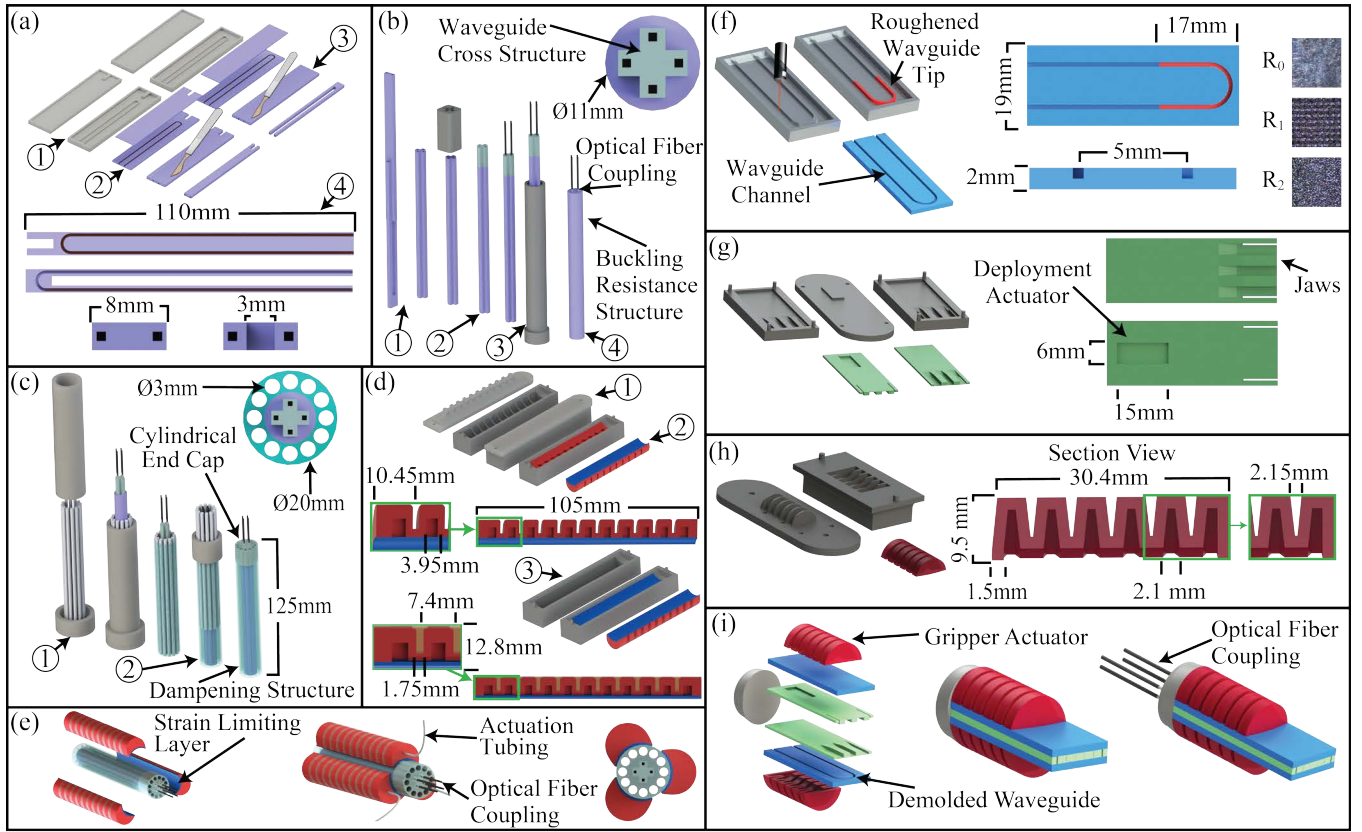 (a)
①
②
③
④
110mm
8mm
3mm
(b)
Waveguide
Cross Structure
Ø11mm
Optical Fiber
Coupling
Buckling
Resistance
Structure
①
②
③
④
(c)
Ø3mm
Cylindrical
End Cap
Ø20mm
125mm
①
②
Dampening Structure
(d)
①
②
10.45mm
105mm
3.95mm
③
7.4mm
12.8mm
1.75mm
(e)
Strain Limiting
Layer
Actuation
Tubing
Optical Fiber
Coupling
(f)
Roughened
Wavguide
Tip
17mm
19mm
R0
R1
R2
Wavguide
Channel
5mm
2mm
(g)
Deployment
Actuator
Jaws
6mm
15mm
(h)
Section View
30.4mm
2.15mm
9.5 mm
1.5mm
2.1 mm
(i)
Gripper Actuator
Optical Fiber
Coupling
Demolded Waveguide